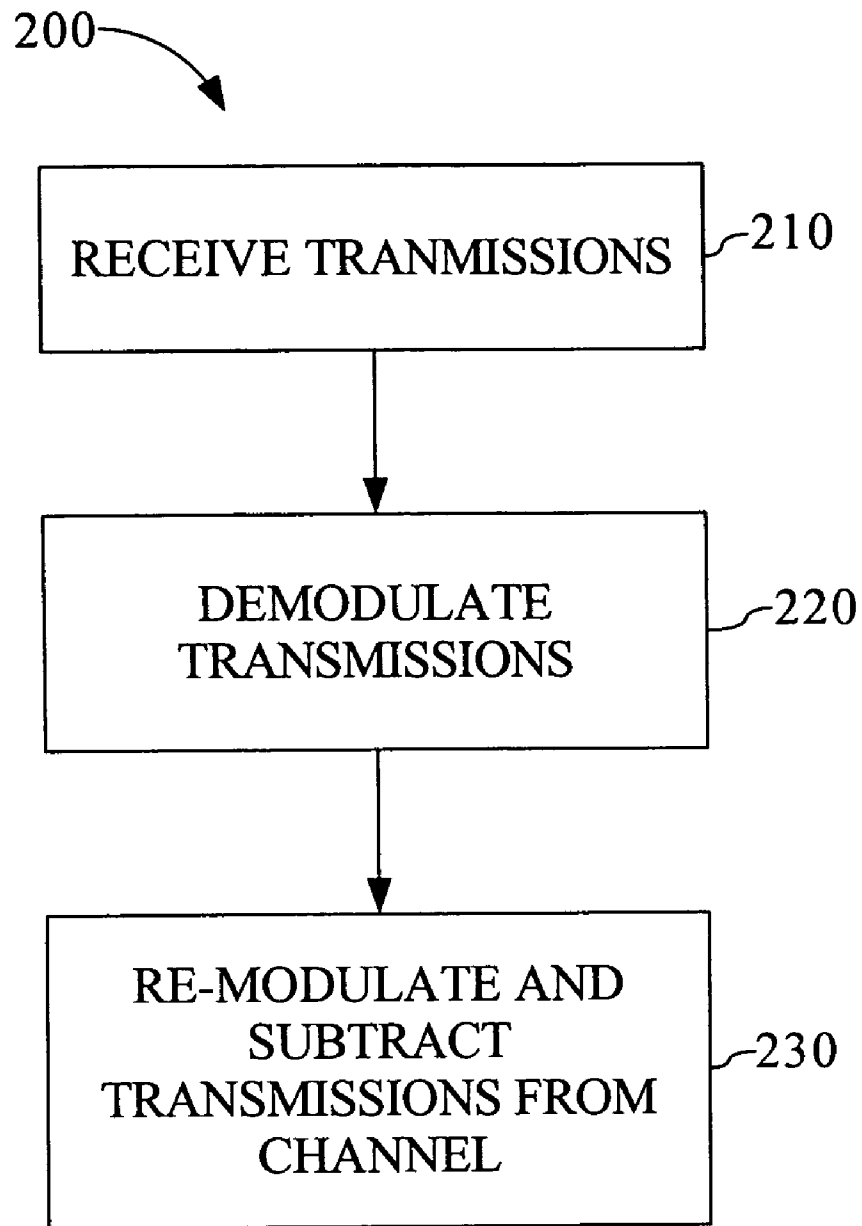 200
RECEIVE TRANMISSIONS
210
DEMODULATE
TRANSMISSIONS
220
RE-MODULATE AND
SUBTRACT
TRANSMISSIONS FROM
CHANNEL
230